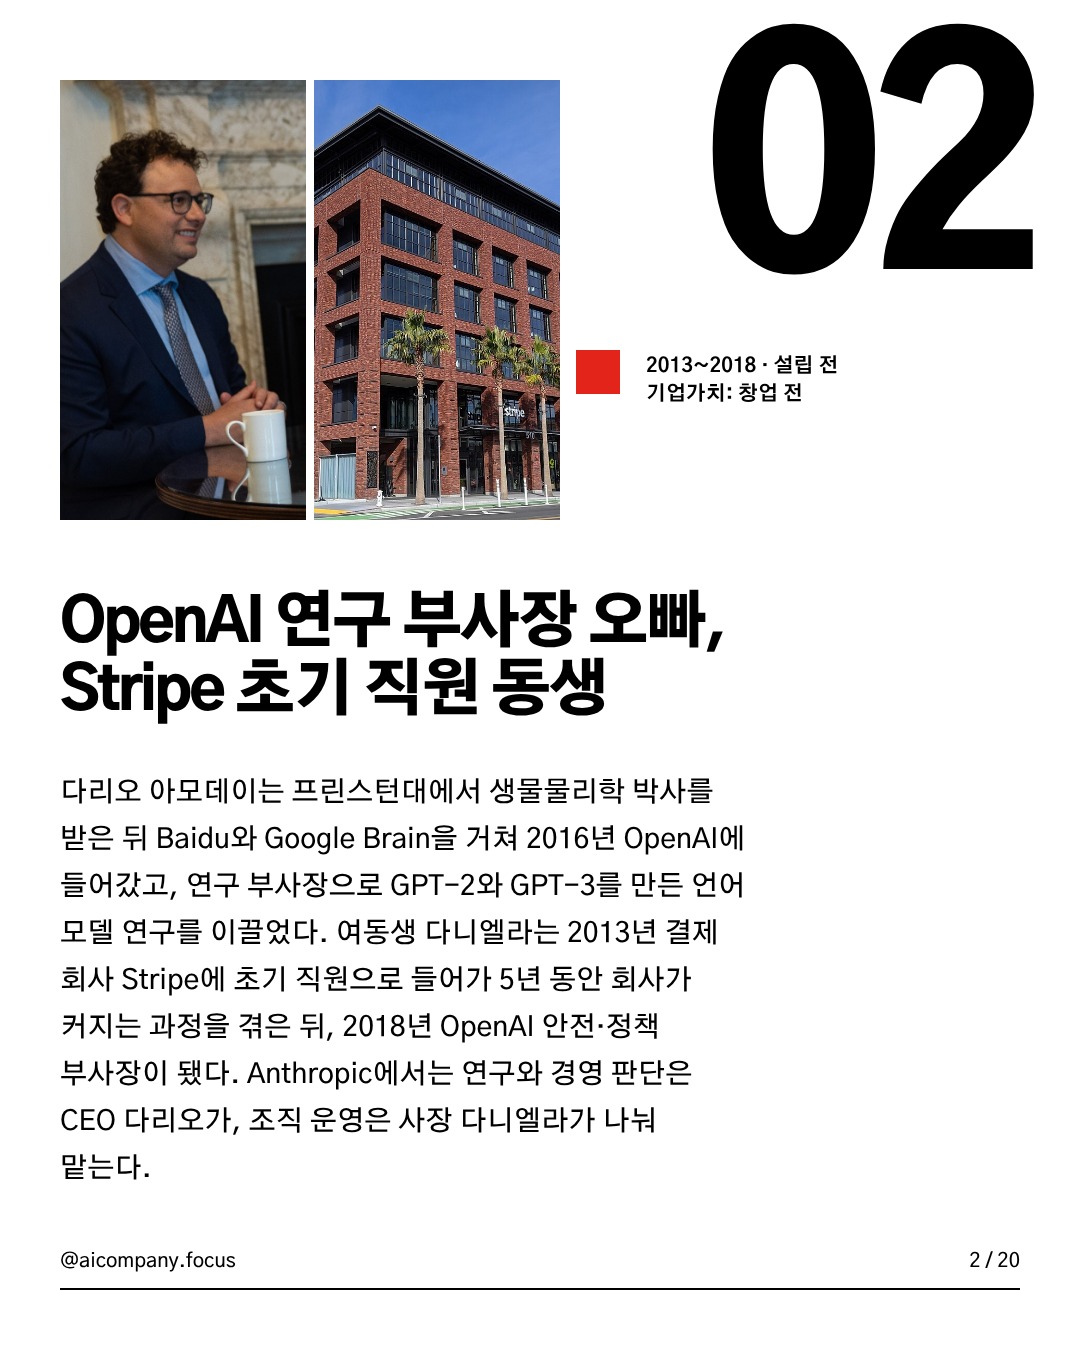 02
stripe
510
2013~2018 · 설립 전
기업가치: 창업 전
OpenAI 연구 부사장 오빠,
Stripe 초기 직원 동생
다리오 아모데이는 프린스턴대에서 생물물리학 박사를
받은 뒤 Baidu와 Google Brain을 거쳐 2016년 OpenAI에
들어갔고, 연구 부사장으로 GPT-2와 GPT-3를 만든 언어
모델 연구를 이끌었다. 여동생 다니엘라는 2013년 결제
회사 Stripe에 초기 직원으로 들어가 5년 동안 회사가
커지는 과정을 겪은 뒤, 2018년 OpenAI 안전·정책
부사장이 됐다. Anthropic에서는 연구와 경영 판단은
CEO 다리오가, 조직 운영은 사장 다니엘라가 나눠
맡는다.
@aicompany.focus
2 / 20